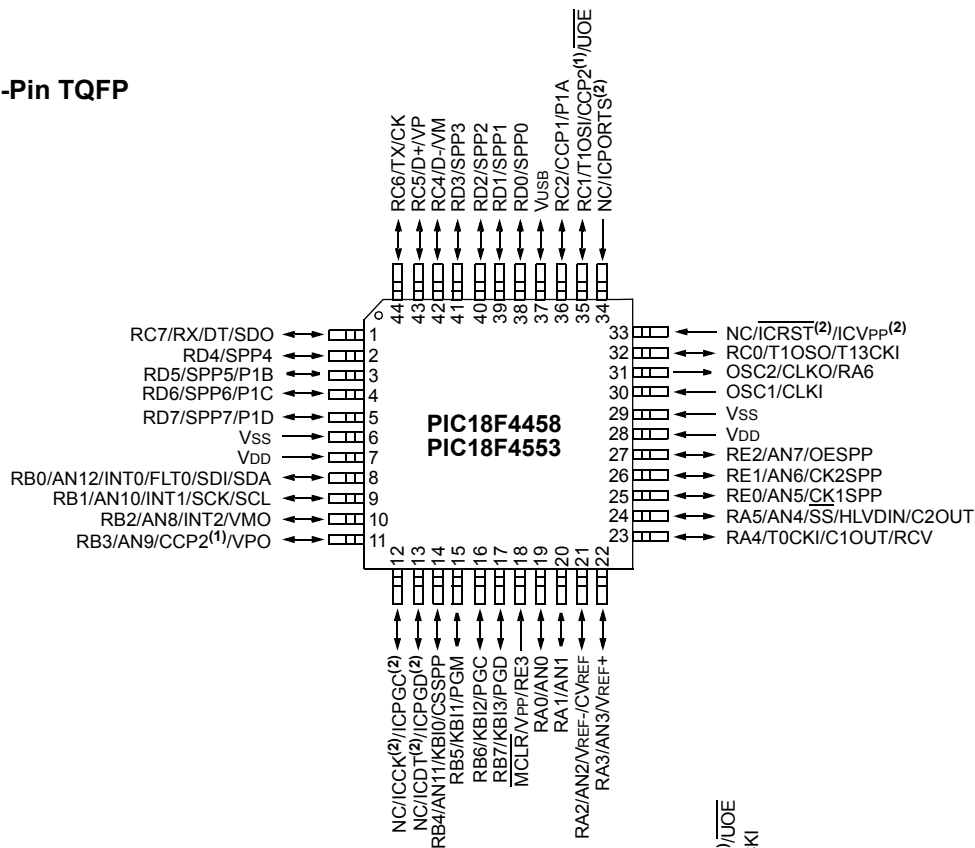 -Pin TQFP
RC6/TX/CK
RC5/D+/VP
RC4/D-/VM
RD3/SPP3
RD2/SPP2
RD1/SPP1
RD0/SPP0
VUSB
RC2/CCP1/P1A
RC1/T1OSI/CCP2(1)/UOE
NC/ICPORTS(2)
44
43
42
41
40
39
38
37
36
35
34
RC7/RX/DT/SDO 1
RD4/SPP4 2
RD5/SPP5/P1B 3
RD6/SPP6/P1C 4
RD7/SPP7/P1D 5
VSS 6
VDD 7
RB0/AN12/INT0/FLT0/SDI/SDA 8
RB1/AN10/INT1/SCK/SCL 9
RB2/AN8/INT2/VMO 10
RB3/AN9/CCP2(1)/VPO 11
PIC18F4458
PIC18F4553
33 NC/ICRST(2)/ICVPP(2)
32 RC0/T1OSO/T13CKI
31 OSC2/CLKO/RA6
30 OSC1/CLKI
29 VSS
28 VDD
27 RE2/AN7/OESPP
26 RE1/AN6/CK2SPP
25 RE0/AN5/CK1SPP
24 RA5/AN4/SS/HLVDIN/C2OUT
23 RA4/T0CKI/C1OUT/RCV
12
13
14
15
16
17
18
19
20
21
22
NC/ICCK(2)/ICPGC(2)
NC/ICDT(2)/ICPGD(2)
RB4/AN11/KBI0/CSSPP
RB5/KBI1/PGM
RB6/KBI2/PGC
RB7/KBI3/PGD
MCLR/VPP/RE3
RA0/AN0
RA1/AN1
RA2/AN2/VREF-/CVREF
RA3/AN3/VREF+
/UOE
KI